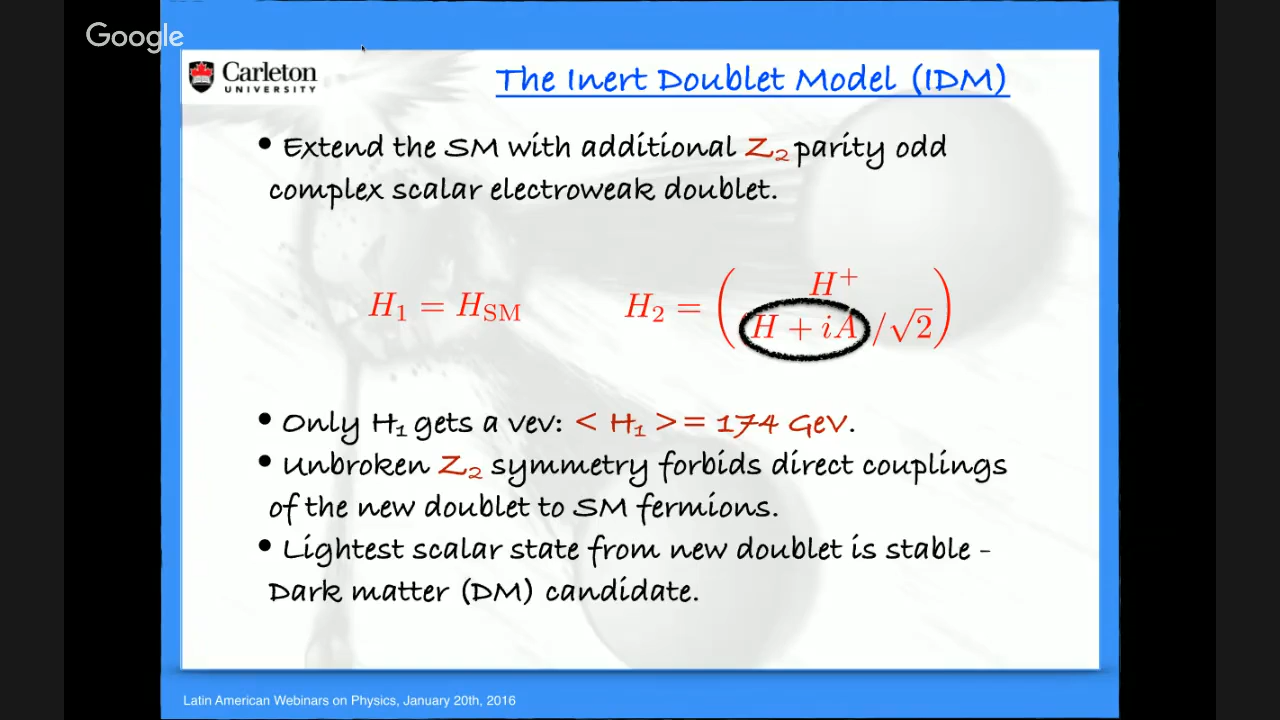 Google
Carleton
UNIVERSITY
The Inert Doublet Model (IDM)
• Extend the SM with additional Z₂ parity odd
complex scalar electroweak doublet.
H₁ = H_SM
H₂ = ( H⁺
H + iA /√2 )
• Only H₁ gets a vev: < H₁ > = 174 GeV.
• Unbroken Z₂ symmetry forbids direct couplings
of the new doublet to SM fermions.
• Lightest scalar state from new doublet is stable -
Dark matter (DM) candidate.
Latin American Webinars on Physics, January 20th, 2016